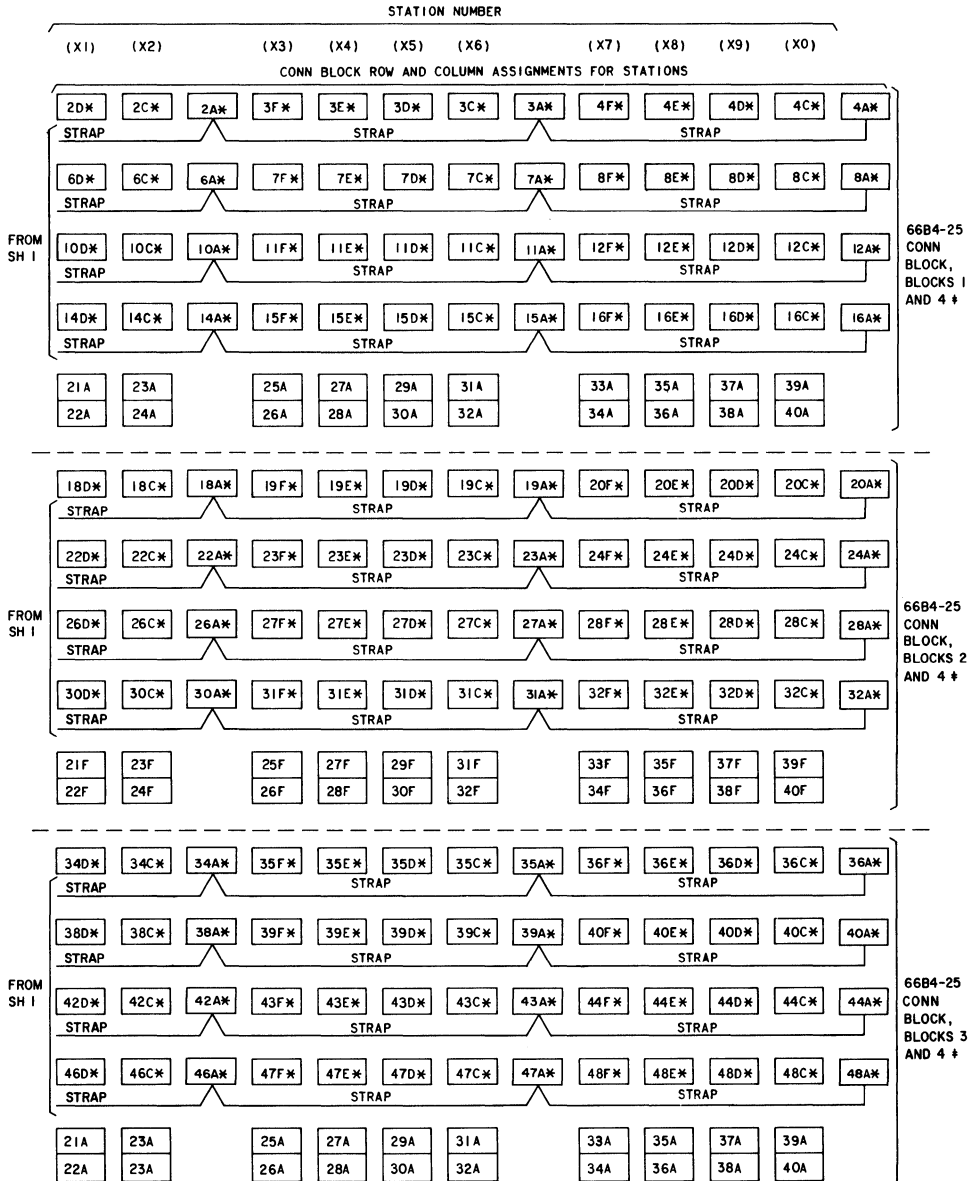 STATION NUMBER
(X1) (X2) (X3) (X4) (X5) (X6) (X7) (X8) (X9) (X0)
CONN BLOCK ROW AND COLUMN ASSIGNMENTS FOR STATIONS
2D* 2C* 2A* 3F* 3E* 3D* 3C* 3A* 4F* 4E* 4D* 4C* 4A*
STRAP STRAP STRAP
6D* 6C* 6A* 7F* 7E* 7D* 7C* 7A* 8F* 8E* 8D* 8C* 8A*
STRAP STRAP STRAP
FROM
SH 1
10D* 10C* 10A* 11F* 11E* 11D* 11C* 11A* 12F* 12E* 12D* 12C* 12A*
STRAP STRAP STRAP
66B4-25
CONN
BLOCK,
BLOCKS 1
AND 4 ‡
14D* 14C* 14A* 15F* 15E* 15D* 15C* 15A* 16F* 16E* 16D* 16C* 16A*
STRAP STRAP STRAP
21A 23A 25A 27A 29A 31A 33A 35A 37A 39A
22A 24A 26A 28A 30A 32A 34A 36A 38A 40A
18D* 18C* 18A* 19F* 19E* 19D* 19C* 19A* 20F* 20E* 20D* 20C* 20A*
STRAP STRAP STRAP
22D* 22C* 22A* 23F* 23E* 23D* 23C* 23A* 24F* 24E* 24D* 24C* 24A*
STRAP STRAP STRAP
FROM
SH 1
26D* 26C* 26A* 27F* 27E* 27D* 27C* 27A* 28F* 28E* 28D* 28C* 28A*
STRAP STRAP STRAP
66B4-25
CONN
BLOCK,
BLOCKS 2
AND 4 ‡
30D* 30C* 30A* 31F* 31E* 31D* 31C* 31A* 32F* 32E* 32D* 32C* 32A*
STRAP STRAP STRAP
21F 23F 25F 27F 29F 31F 33F 35F 37F 39F
22F 24F 26F 28F 30F 32F 34F 36F 38F 40F
34D* 34C* 34A* 35F* 35E* 35D* 35C* 35A* 36F* 36E* 36D* 36C* 36A*
STRAP STRAP STRAP
38D* 38C* 38A* 39F* 39E* 39D* 39C* 39A* 40F* 40E* 40D* 40C* 40A*
STRAP STRAP STRAP
FROM
SH 1
42D* 42C* 42A* 43F* 43E* 43D* 43C* 43A* 44F* 44E* 44D* 44C* 44A*
STRAP STRAP STRAP
66B4-25
CONN
BLOCK,
BLOCKS 3
AND 4 ‡
46D* 46C* 46A* 47F* 47E* 47D* 47C* 47A* 48F* 48E* 48D* 48C* 48A*
STRAP STRAP STRAP
21A 23A 25A 27A 29A 31A 33A 35A 37A 39A
22A 23A 26A 28A 30A 32A 34A 36A 38A 40A